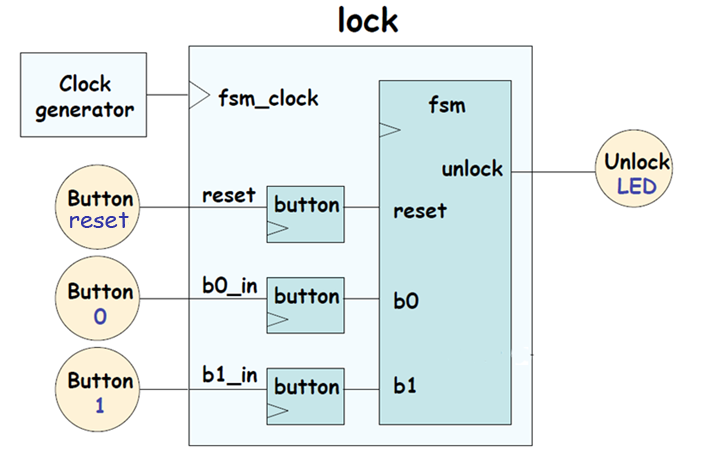 lock
Clock
generator
fsm_clock
fsm
unlock
Unlock
LED
Button
reset
reset
button
reset
Button
0
b0_in
button
b0
Button
1
b1_in
button
b1